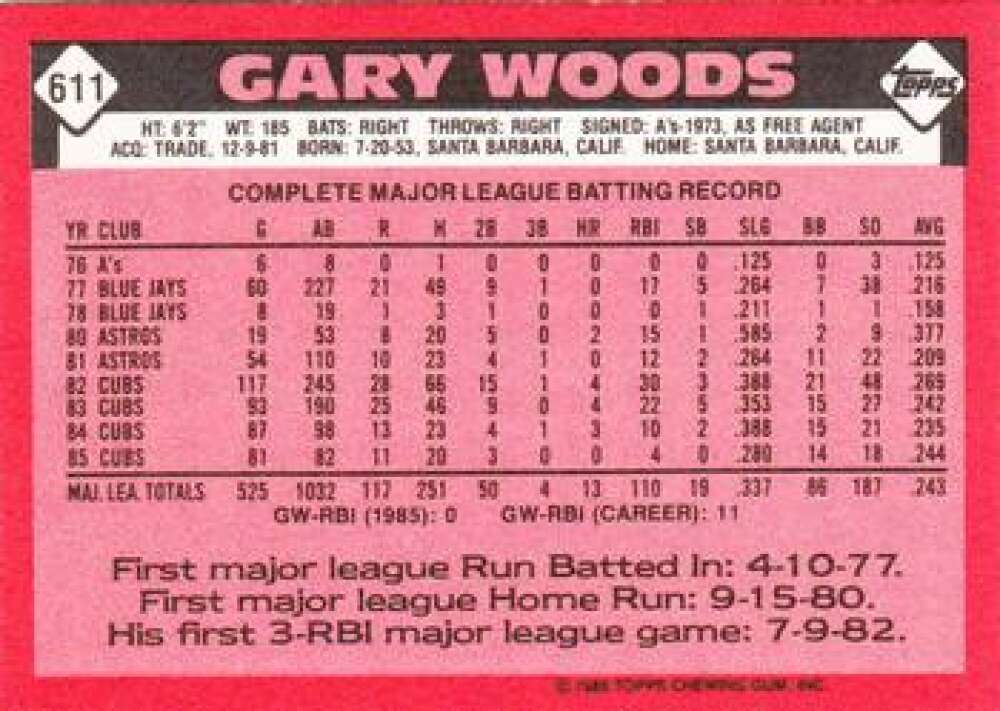 611 GARY WOODS TOPPS
HT: 6'2" WT: 185 BATS: RIGHT THROWS: RIGHT SIGNED: A's-1973, AS FREE AGENT
ACQ: TRADE, 12-9-81 BORN: 7-20-53, SANTA BARBARA, CALIF. HOME: SANTA BARBARA, CALIF.
COMPLETE MAJOR LEAGUE BATTING RECORD
YR CLUB G AB R H 2B 3B HR RBI SB SLG BB SO AVG
76 A's 6 8 0 1 0 0 0 0 0 .125 0 3 .125
77 BLUE JAYS 60 227 21 49 9 1 0 17 5 .264 7 38 .216
78 BLUE JAYS 8 19 1 3 1 0 0 0 1 .211 1 1 .158
80 ASTROS 19 53 8 20 5 0 2 15 1 .585 2 9 .377
81 ASTROS 54 110 10 23 4 1 0 12 2 .264 11 22 .209
82 CUBS 117 245 28 66 15 1 4 30 3 .388 21 48 .269
83 CUBS 93 190 25 46 9 0 4 22 5 .353 15 27 .242
84 CUBS 87 98 13 23 4 1 3 10 2 .388 15 21 .235
85 CUBS 81 82 11 20 3 0 0 4 0 .280 14 18 .244
MAJ. LEA. TOTALS 525 1032 117 251 50 4 13 110 19 .337 86 187 .243
GW-RBI (1985): 0 GW-RBI (CAREER): 11
First major league Run Batted In: 4-10-77.
First major league Home Run: 9-15-80.
His first 3-RBI major league game: 7-9-82.
© 1986 TOPPS CHEWING GUM, INC.